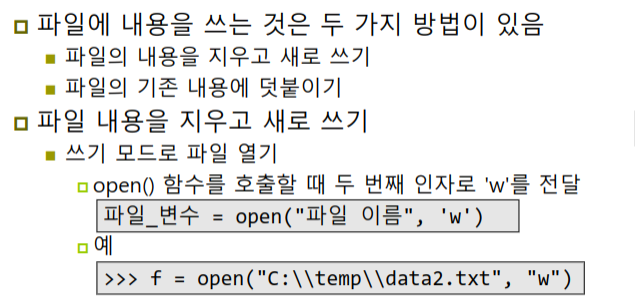 파일에 내용을 쓰는 것은 두 가지 방법이 있음
파일의 내용을 지우고 새로 쓰기
파일의 기존 내용에 덧붙이기
파일 내용을 지우고 새로 쓰기
쓰기 모드로 파일 열기
open() 함수를 호출할 때 두 번째 인자로 'w'를 전달
파일_변수 = open("파일 이름", 'w')
예
>>> f = open("C:\\temp\\data2.txt", "w")